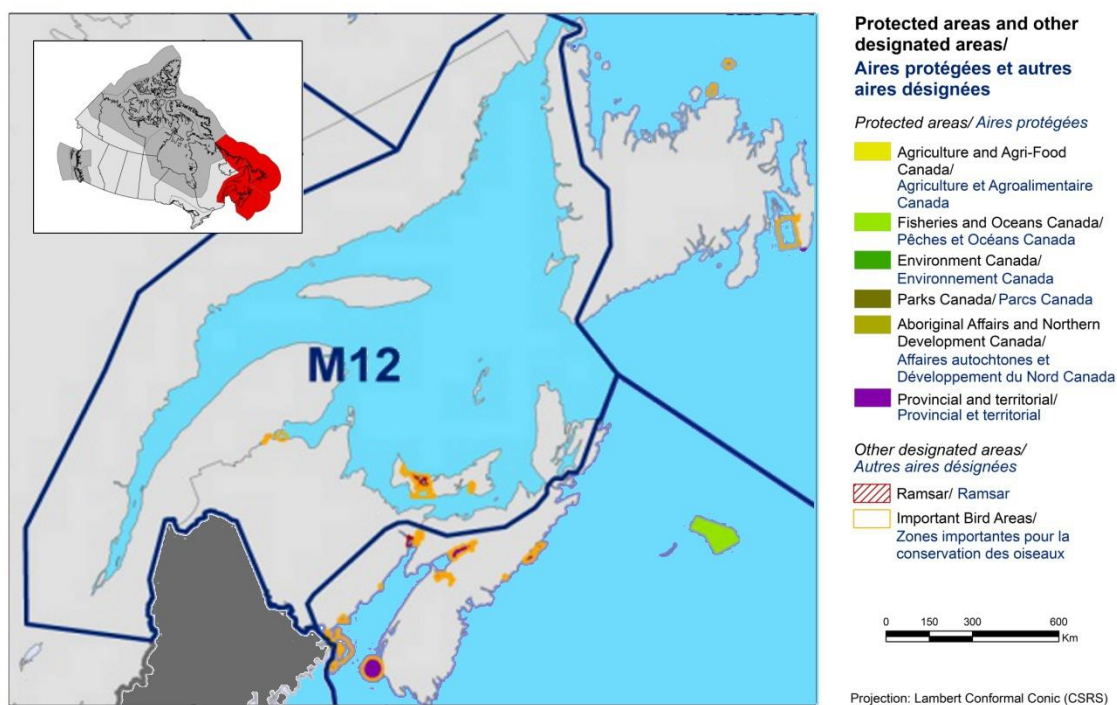 M12
Protected areas and other
designated areas/
Aires protégées et autres
aires désignées
Protected areas/ Aires protégées
Agriculture and Agri-Food
Canada/
Agriculture et Agroalimentaire
Canada
Fisheries and Oceans Canada/
Pêches et Océans Canada
Environment Canada/
Environnement Canada
Parks Canada/ Parcs Canada
Aboriginal Affairs and Northern
Development Canada/
Affaires autochtones et
Développement du Nord Canada
Provincial and territorial/
Provincial et territorial
Other designated areas/
Autres aires désignées
Ramsar/ Ramsar
Important Bird Areas/
Zones importantes pour la
conservation des oiseaux
0 150 300 600
Km
Projection: Lambert Conformal Conic (CSRS)